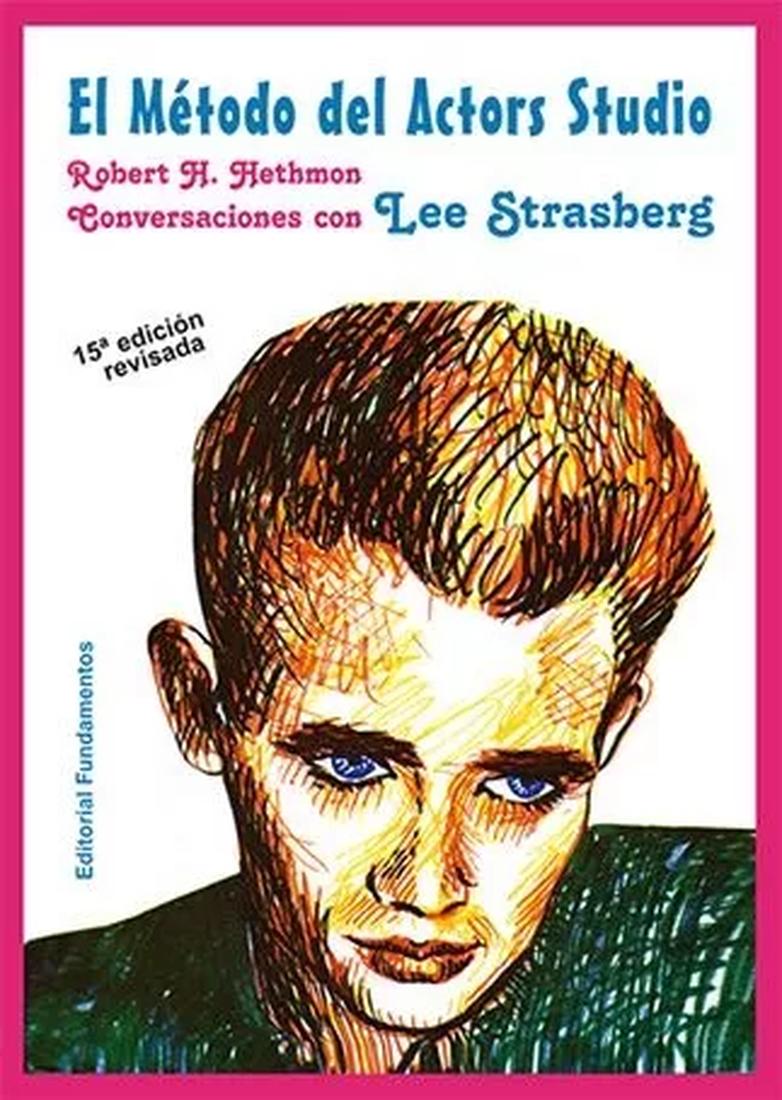 El Método del Actors Studio
Robert H. Hethmon
Conversaciones con Lee Strasberg
15ª edición
revisada
Editorial Fundamentos